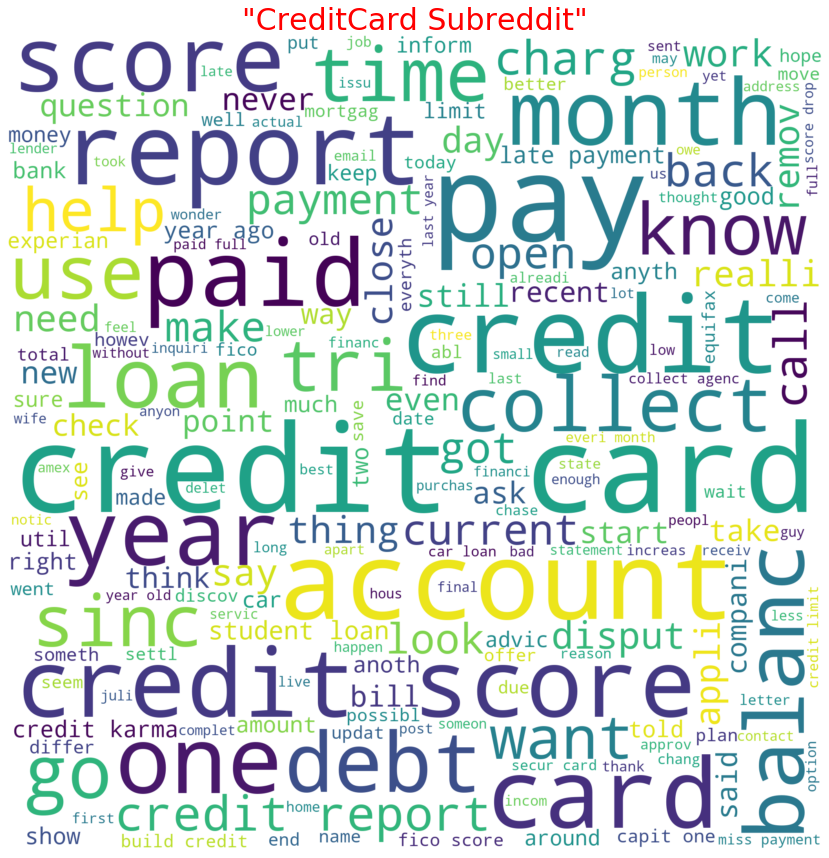 "CreditCard Subreddit"
score
put
job
inform
charg
work
hope
late
time
issu
better
sent
may
yet
move
person
address
question
never
mortgag
limit
month
remov
score drop
full
money
well
actual
report
day
late payment
back
us
owe
lender
bank
took
email
keep
today
thought
good
help
wonder
payment
pay
know
year ago
last year
experian
paid full
old
close
everyth
open
anyth
realli
use
paid
alreadi
still
recent
lot
come
need
make
way
howev
feel
lower
equifax
call
total
without
inquiri
fico
financ
abl
three
small
read
low
credit
new
loan
tri
find
last
collect agenc
sure
much
even
collect
wife
anyon
point
date
check
two
save
got
everi month
amex
see
delet
give
best
financi
state
enough
credit card
made
purchas
ask
wait
chase
notic
year
thing
current
start
peopl
take
guy
util
long
apart
car loan
bad
statement
increas
receiv
right
think
say
went
year old
discov
car
hous
final
account
compani
balanc
less
credit limit
servic
sinc
student loan
look
advic
disput
appli
someth
settl
happen
reason
offer
seem
anoth
juli
live
credit score
bill
due
letter
possibl
credit karma
complet
amount
updat
post
someon
want
told
plan
contact
differ
approv
chang
go
one
debt
secur card
thank
card
said
option
first
home
credit report
incom
show
build credit
end
name
fico score
around
capit one
miss payment